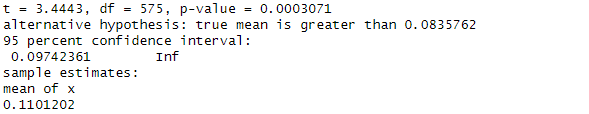 t = 3.4443, df = 575, p-value = 0.0003071
alternative hypothesis: true mean is greater than 0.0835762
95 percent confidence interval:
 0.09742361        Inf
sample estimates:
mean of x
0.1101202